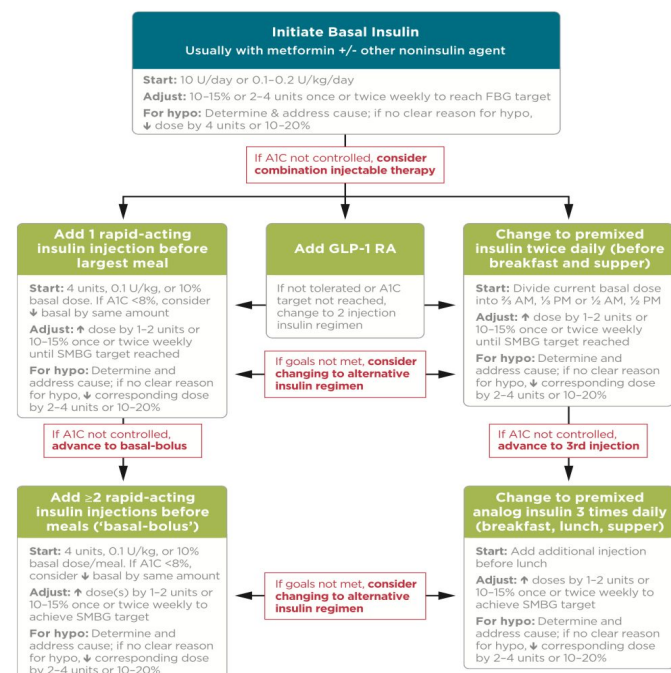 Initiate Basal Insulin
Usually with metformin +/- other noninsulin agent
Start: 10 U/day or 0.1–0.2 U/kg/day
Adjust: 10–15% or 2–4 units once or twice weekly to reach FBG target
For hypo: Determine & address cause; if no clear reason for hypo,
↓ dose by 4 units or 10–20%
If A1C not controlled, consider
combination injectable therapy
Add 1 rapid-acting
insulin injection before
largest meal
Start: 4 units, 0.1 U/kg, or 10%
basal dose. If A1C <8%, consider
↓ basal by same amount
Adjust: ↑ dose by 1–2 units or
10–15% once or twice weekly
until SMBG target reached
For hypo: Determine and
address cause; if no clear reason
for hypo, ↓ corresponding dose
by 2–4 units or 10–20%
Add GLP-1 RA
If not tolerated or A1C
target not reached,
change to 2 injection
insulin regimen
Change to premixed
insulin twice daily (before
breakfast and supper)
Start: Divide current basal dose
into ⅔ AM, ⅓ PM or ½ AM, ½ PM
Adjust: ↑ dose by 1–2 units or
10–15% once or twice weekly
until SMBG target reached
For hypo: Determine and
address cause; if no clear reason
for hypo, ↓ corresponding dose
by 2–4 units or 10–20%
If goals not met, consider
changing to alternative
insulin regimen
If A1C not controlled,
advance to basal-bolus
If A1C not controlled,
advance to 3rd injection
Add ≥2 rapid-acting
insulin injections before
meals ('basal-bolus')
Start: 4 units, 0.1 U/kg, or 10%
basal dose/meal. If A1C <8%,
consider ↓ basal by same amount
Adjust: ↑ dose(s) by 1–2 units or
10–15% once or twice weekly to
achieve SMBG target
For hypo: Determine and
address cause; if no clear reason
for hypo, ↓ corresponding dose
by 2–4 units or 10–20%
If goals not met, consider
changing to alternative
insulin regimen
Change to premixed
analog insulin 3 times daily
(breakfast, lunch, supper)
Start: Add additional injection
before lunch
Adjust: ↑ doses by 1–2 units or
10–15% once or twice weekly to
achieve SMBG target
For hypo: Determine and
address cause; if no clear reason
for hypo, ↓ corresponding dose
by 2–4 units or 10–20%